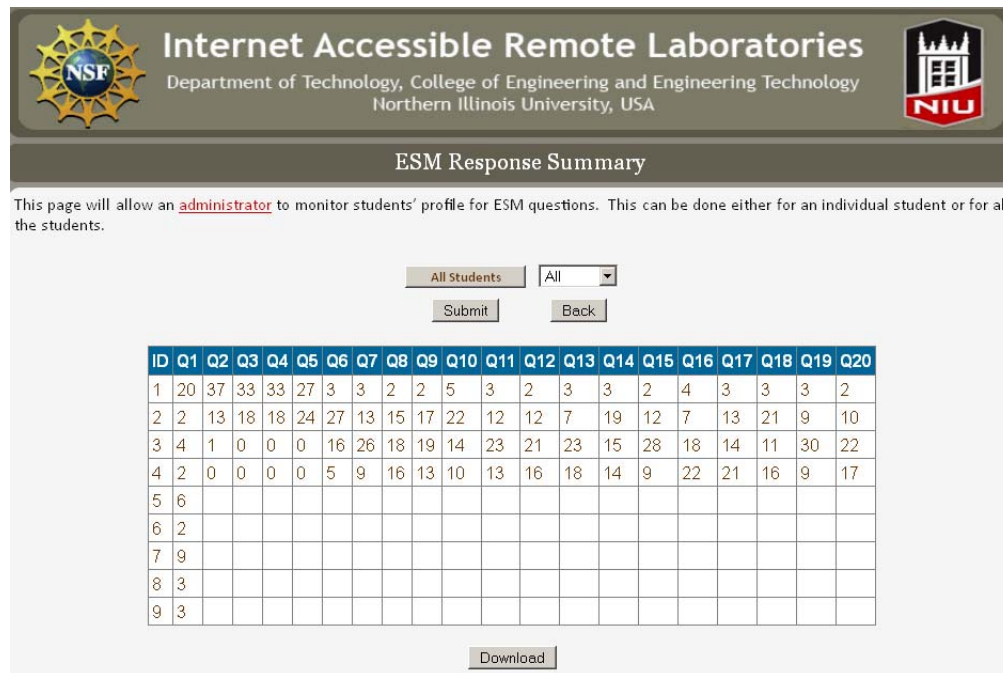 NSF
Internet Accessible Remote Laboratories
Department of Technology, College of Engineering and Engineering Technology
Northern Illinois University, USA
NIU
ESM Response Summary
This page will allow an administrator to monitor students' profile for ESM questions. This can be done either for an individual student or for al
the students.
All Students All
Submit Back
ID Q1 Q2 Q3 Q4 Q5 Q6 Q7 Q8 Q9 Q10 Q11 Q12 Q13 Q14 Q15 Q16 Q17 Q18 Q19 Q20
1 20 37 33 33 27 3 3 2 2 5 3 2 3 3 2 4 3 3 3 2
2 2 13 18 18 24 27 13 15 17 22 12 12 7 19 12 7 13 21 9 10
3 4 1 0 0 0 16 26 18 19 14 23 21 23 15 28 18 14 11 30 22
4 2 0 0 0 0 5 9 16 13 10 13 16 18 14 9 22 21 16 9 17
5 6
6 2
7 9
8 3
9 3
Download